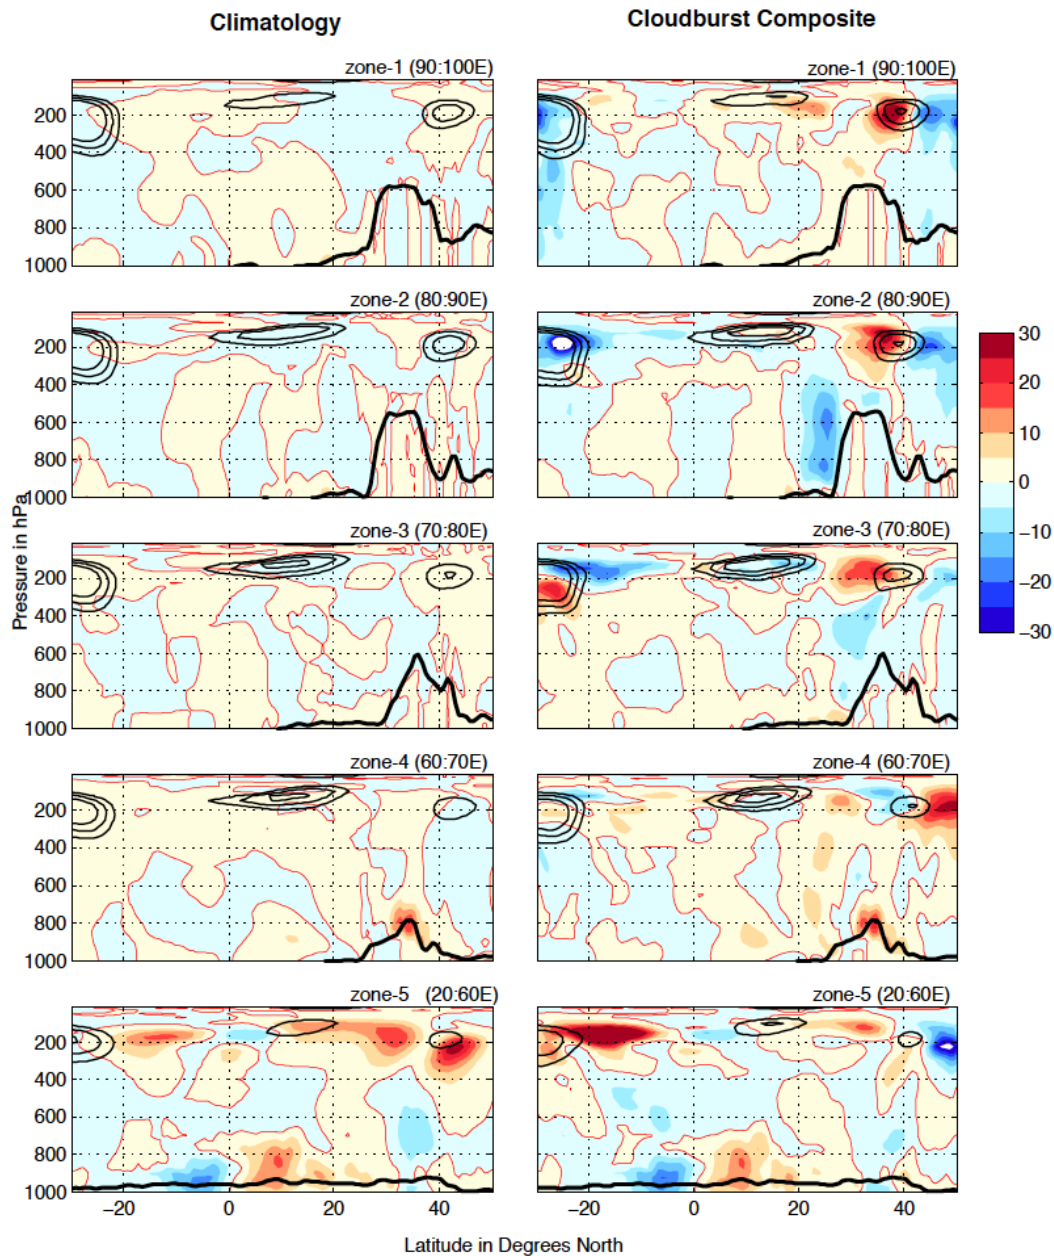 Climatology
Cloudburst Composite
zone-1 (90:100E)
zone-1 (90:100E)
200
400
600
800
1000
zone-2 (80:90E)
zone-2 (80:90E)
200
400
600
800
1000
30
20
10
0
−10
−20
−30
Pressure in hPa
zone-3 (70:80E)
zone-3 (70:80E)
200
400
600
800
1000
zone-4 (60:70E)
zone-4 (60:70E)
200
400
600
800
1000
zone-5 (20:60E)
zone-5 (20:60E)
200
400
600
800
1000
−20 0 20 40
−20 0 20 40
Latitude in Degrees North